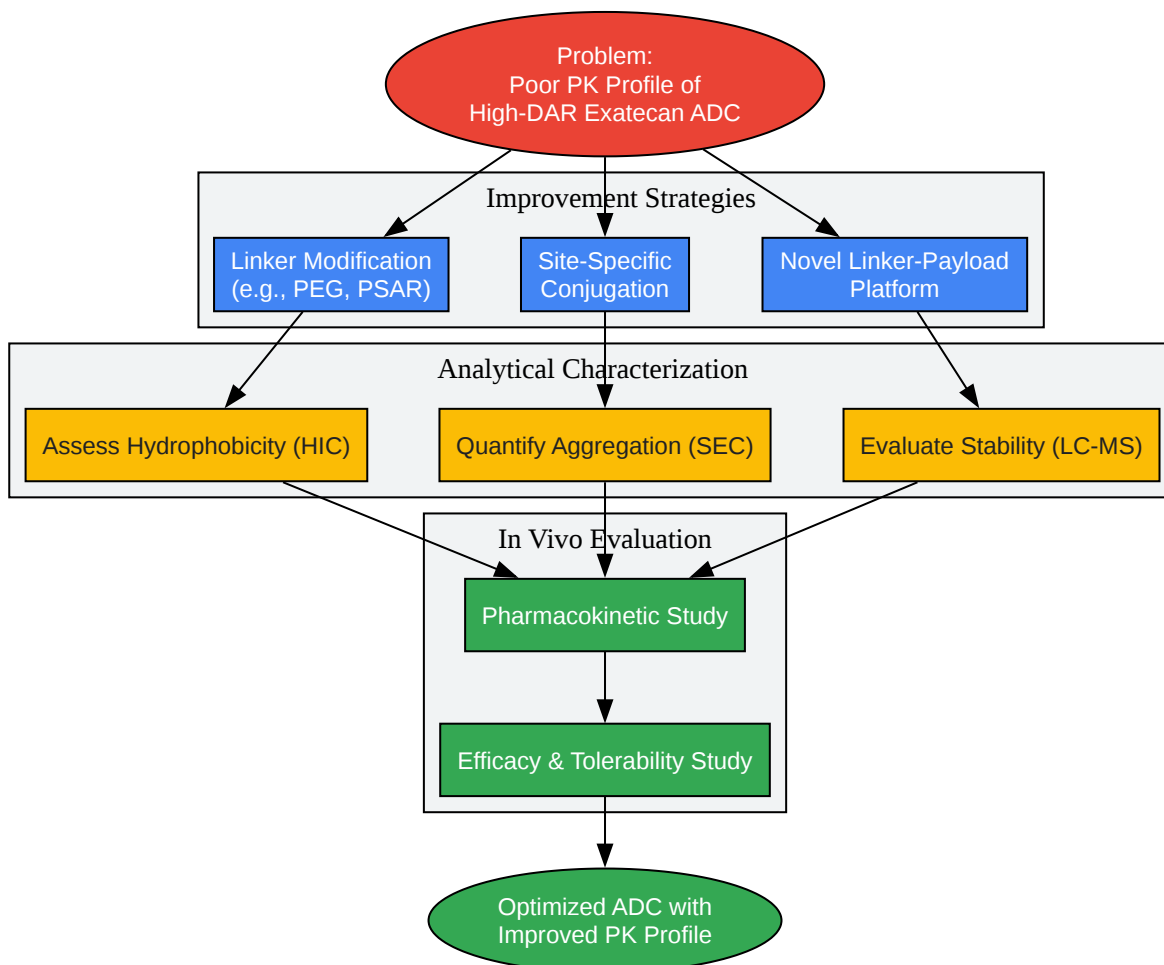 Problem:
Poor PK Profile of
High-DAR Exatecan ADC
Improvement Strategies
Linker Modification
(e.g., PEG, PSAR)
Site-Specific
Conjugation
Novel Linker-Payload
Platform
Analytical Characterization
Assess Hydrophobicity (HIC)
Quantify Aggregation (SEC)
Evaluate Stability (LC-MS)
In Vivo Evaluation
Pharmacokinetic Study
Efficacy & Tolerability Study
Optimized ADC with
Improved PK Profile